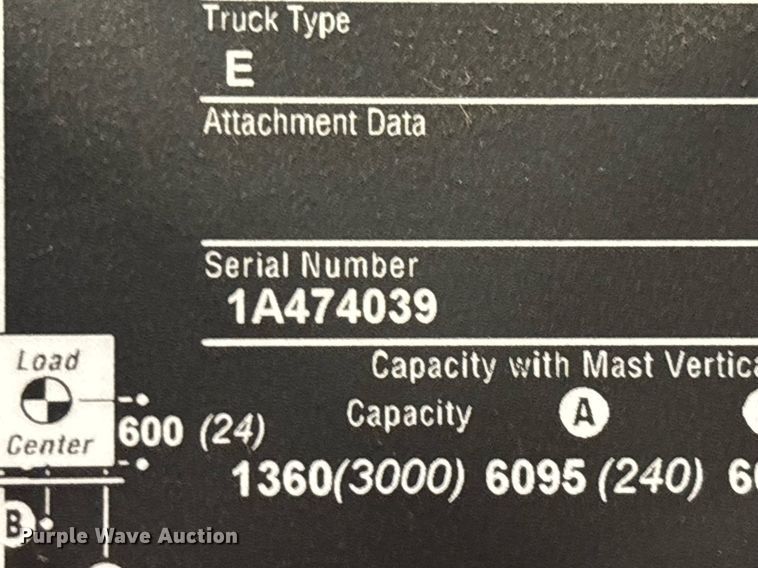 Truck Type
E
Attachment Data
Serial Number
1A474039
Capacity with Mast
Load Center
Capacity A
600 (24)
1360(3000) 6095 (240)
B
Purple Wave Auction